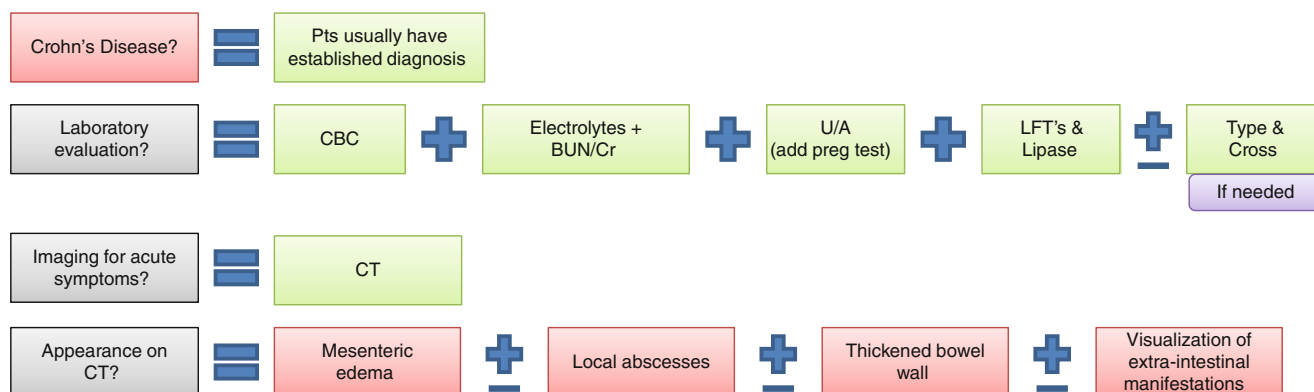 Crohn's Disease?
Pts usually have
established diagnosis
Laboratory
evaluation?
CBC
Electrolytes +
BUN/Cr
U/A
(add preg test)
LFT's &
Lipase
Type &
Cross
If needed
Imaging for acute
symptoms?
CT
Appearance on
CT?
Mesenteric
edema
Local abscesses
Thickened bowel
wall
Visualization of
extra-intestinal
manifestations